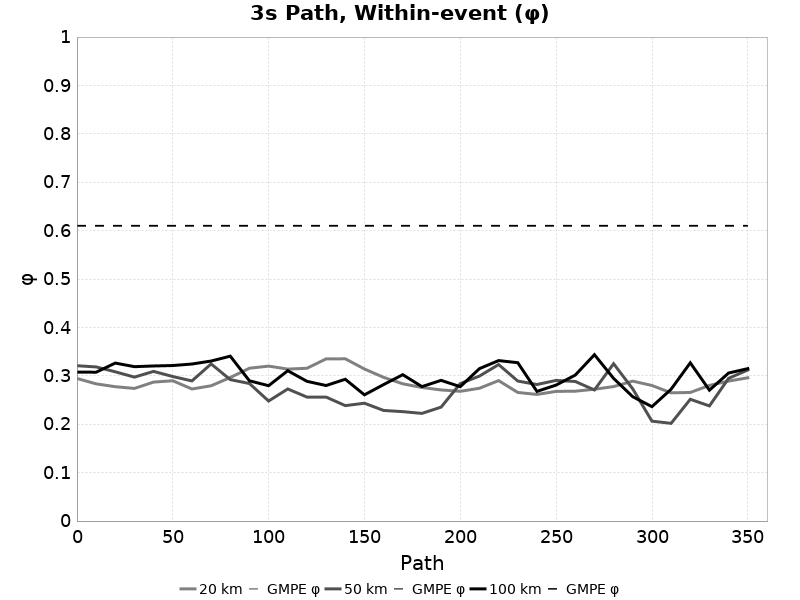 3s Path, Within-event (φ)
1
0.9
0.8
0.7
0.6
0.5
0.4
0.3
0.2
0.1
0
φ
0 50 100 150 200 250 300 350
Path
20 km GMPE φ 50 km GMPE φ 100 km GMPE φ